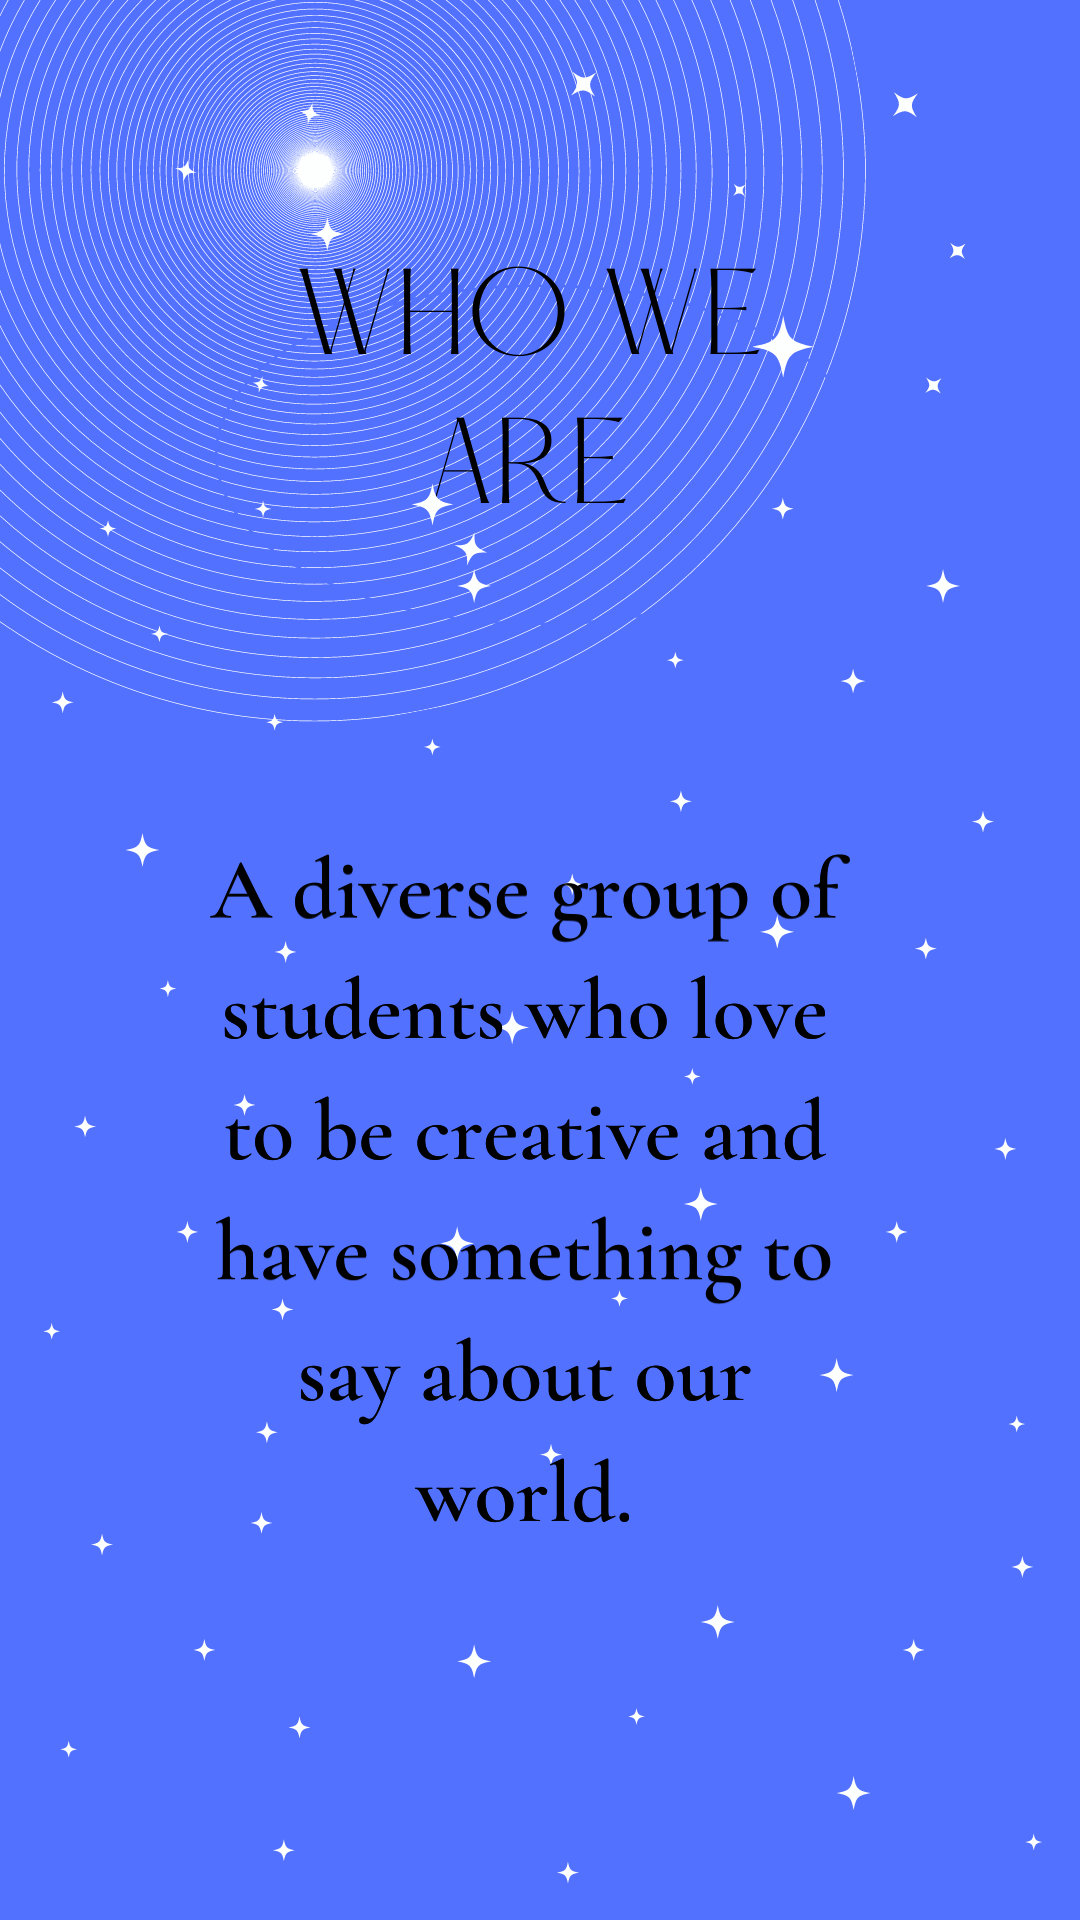 WHO WE
ARE
A diverse group of
students who love
to be creative and
have something to
say about our
world.